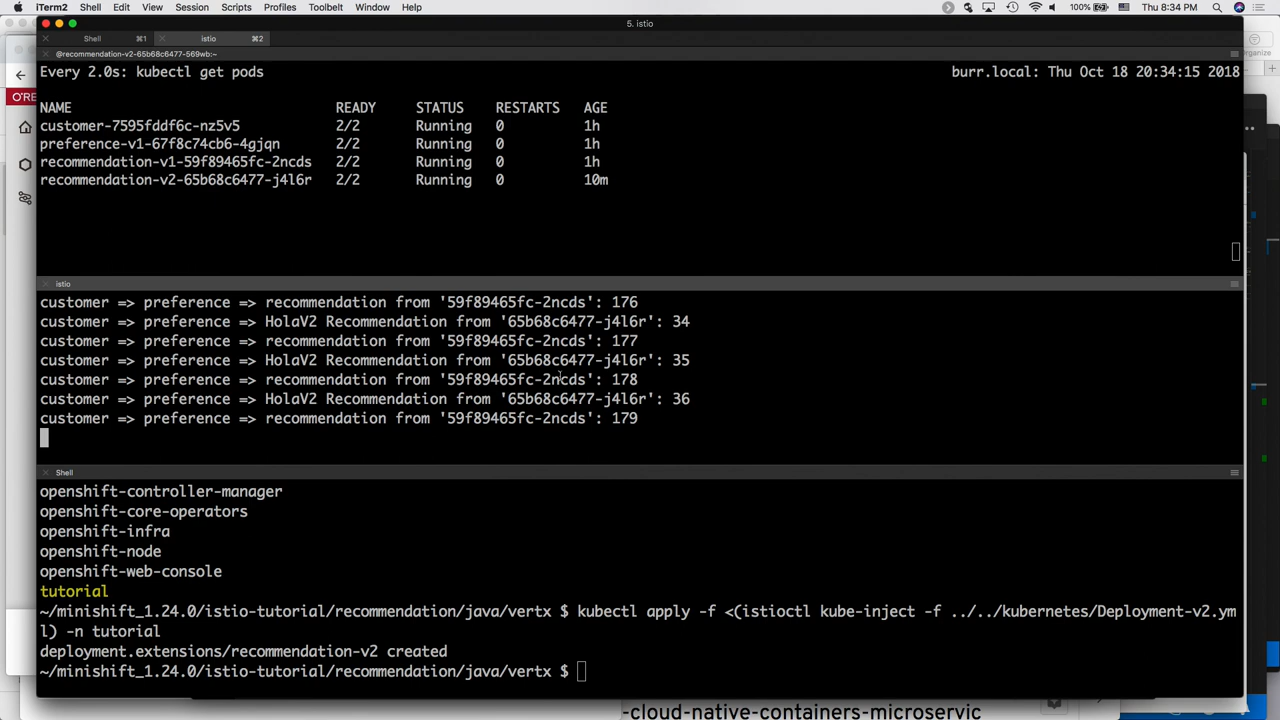 iTerm2 Shell Edit View Session Scripts Profiles Toolbelt Window Help 100% Thu 8:34 PM
5. istio
Shell ⌘1 istio ⌘2
@recommendation-v2-65b68c6477-569wb:~
Every 2.0s: kubectl get pods burr.local: Thu Oct 18 20:34:15 2018
NAME READY STATUS RESTARTS AGE
customer-7595fddf6c-nz5v5 2/2 Running 0 1h
preference-v1-67f8c74cb6-4gjqn 2/2 Running 0 1h
recommendation-v1-59f89465fc-2ncds 2/2 Running 0 1h
recommendation-v2-65b68c6477-j4l6r 2/2 Running 0 10m
istio
customer => preference => recommendation from '59f89465fc-2ncds': 176
customer => preference => HolaV2 Recommendation from '65b68c6477-j4l6r': 34
customer => preference => recommendation from '59f89465fc-2ncds': 177
customer => preference => HolaV2 Recommendation from '65b68c6477-j4l6r': 35
customer => preference => recommendation from '59f89465fc-2ncds': 178
customer => preference => HolaV2 Recommendation from '65b68c6477-j4l6r': 36
customer => preference => recommendation from '59f89465fc-2ncds': 179
Shell
openshift-controller-manager
openshift-core-operators
openshift-infra
openshift-node
openshift-web-console
tutorial
~/minishift_1.24.0/istio-tutorial/recommendation/java/vertx $ kubectl apply -f <(istioctl kube-inject -f ../../kubernetes/Deployment-v2.ym
l) -n tutorial
deployment.extensions/recommendation-v2 created
~/minishift_1.24.0/istio-tutorial/recommendation/java/vertx $
-cloud-native-containers-microservic